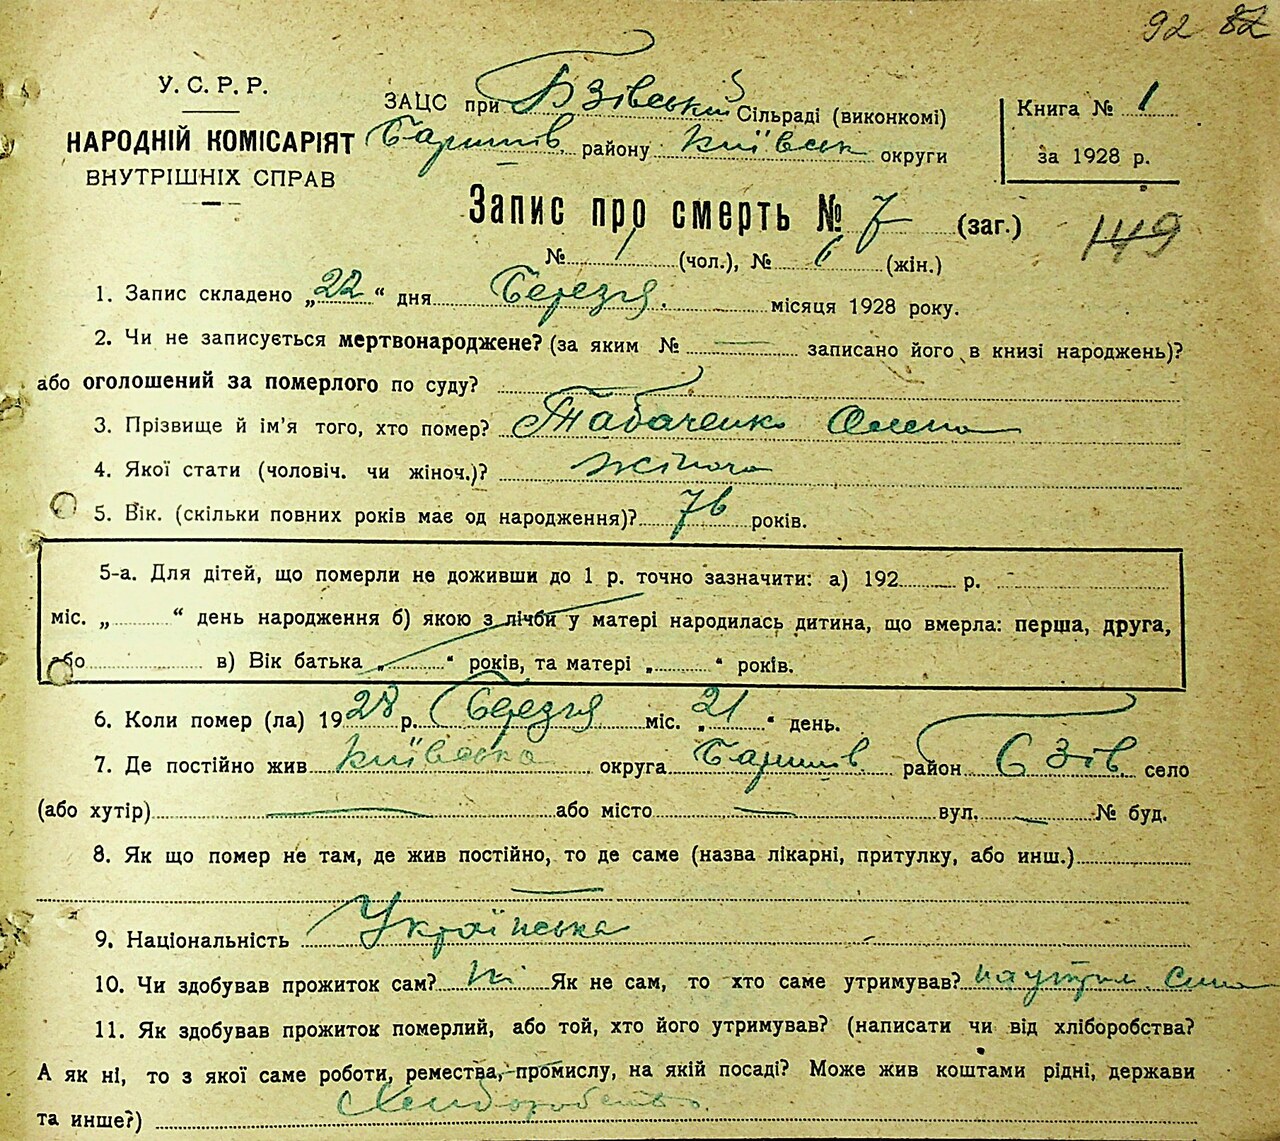 92 82
У. С. Р. Р.
НАРОДНІЙ КОМІСАРІЯТ
ВНУТРІШНІХ СПРАВ
ЗАЦС при Бзівській Сільраді (виконкомі)
Баришів. району Київськ округи
Книга № 1
за 1928 р.
Запис про смерть № 7 (заг.)
149
№ 1 (чол.), № 6 (жін.)
1. Запис складено „22“ дня Березня. місяця 1928 року.
2. Чи не записується мертвонароджене? (за яким № — записано його в книзі народжень)?
або оголошений за померлого по суду?
3. Прізвище й ім’я того, хто помер? Табаченко Олена
4. Якої стати (чоловіч. чи жіноч.)? жіноча
5. Вік. (скільки повних років має од народження)? 76 років.
5-а. Для дітей, що померли не доживши до 1 р. точно зазначити: а) 192 р.
міс. „ “ день народження б) якою з лічби у матері народилась дитина, що вмерла: перша, друга,
або в) Вік батька „ “ років, та матері „ “ років.
6. Коли помер (ла) 1928 р. Березня міс. „21“ день.
7. Де постійно жив Київська округа Баришів. район Бзів. село
(або хутір) — або місто — вул. — № буд.
8. Як що помер не там, де жив постійно, то де саме (назва лікарні, притулку, або инш.)
—
9. Національність Українська
10. Чи здобував прожиток сам? Ні Як не сам, то хто саме утримував? на утрим. сина
11. Як здобував прожиток померлий, або той, хто його утримував? (написати чи від хліборобства?
А як ні, то з якої саме роботи, ремества, промислу, на якій посаді? Може жив коштами рідні, держави
та инше?) Хліборобство.